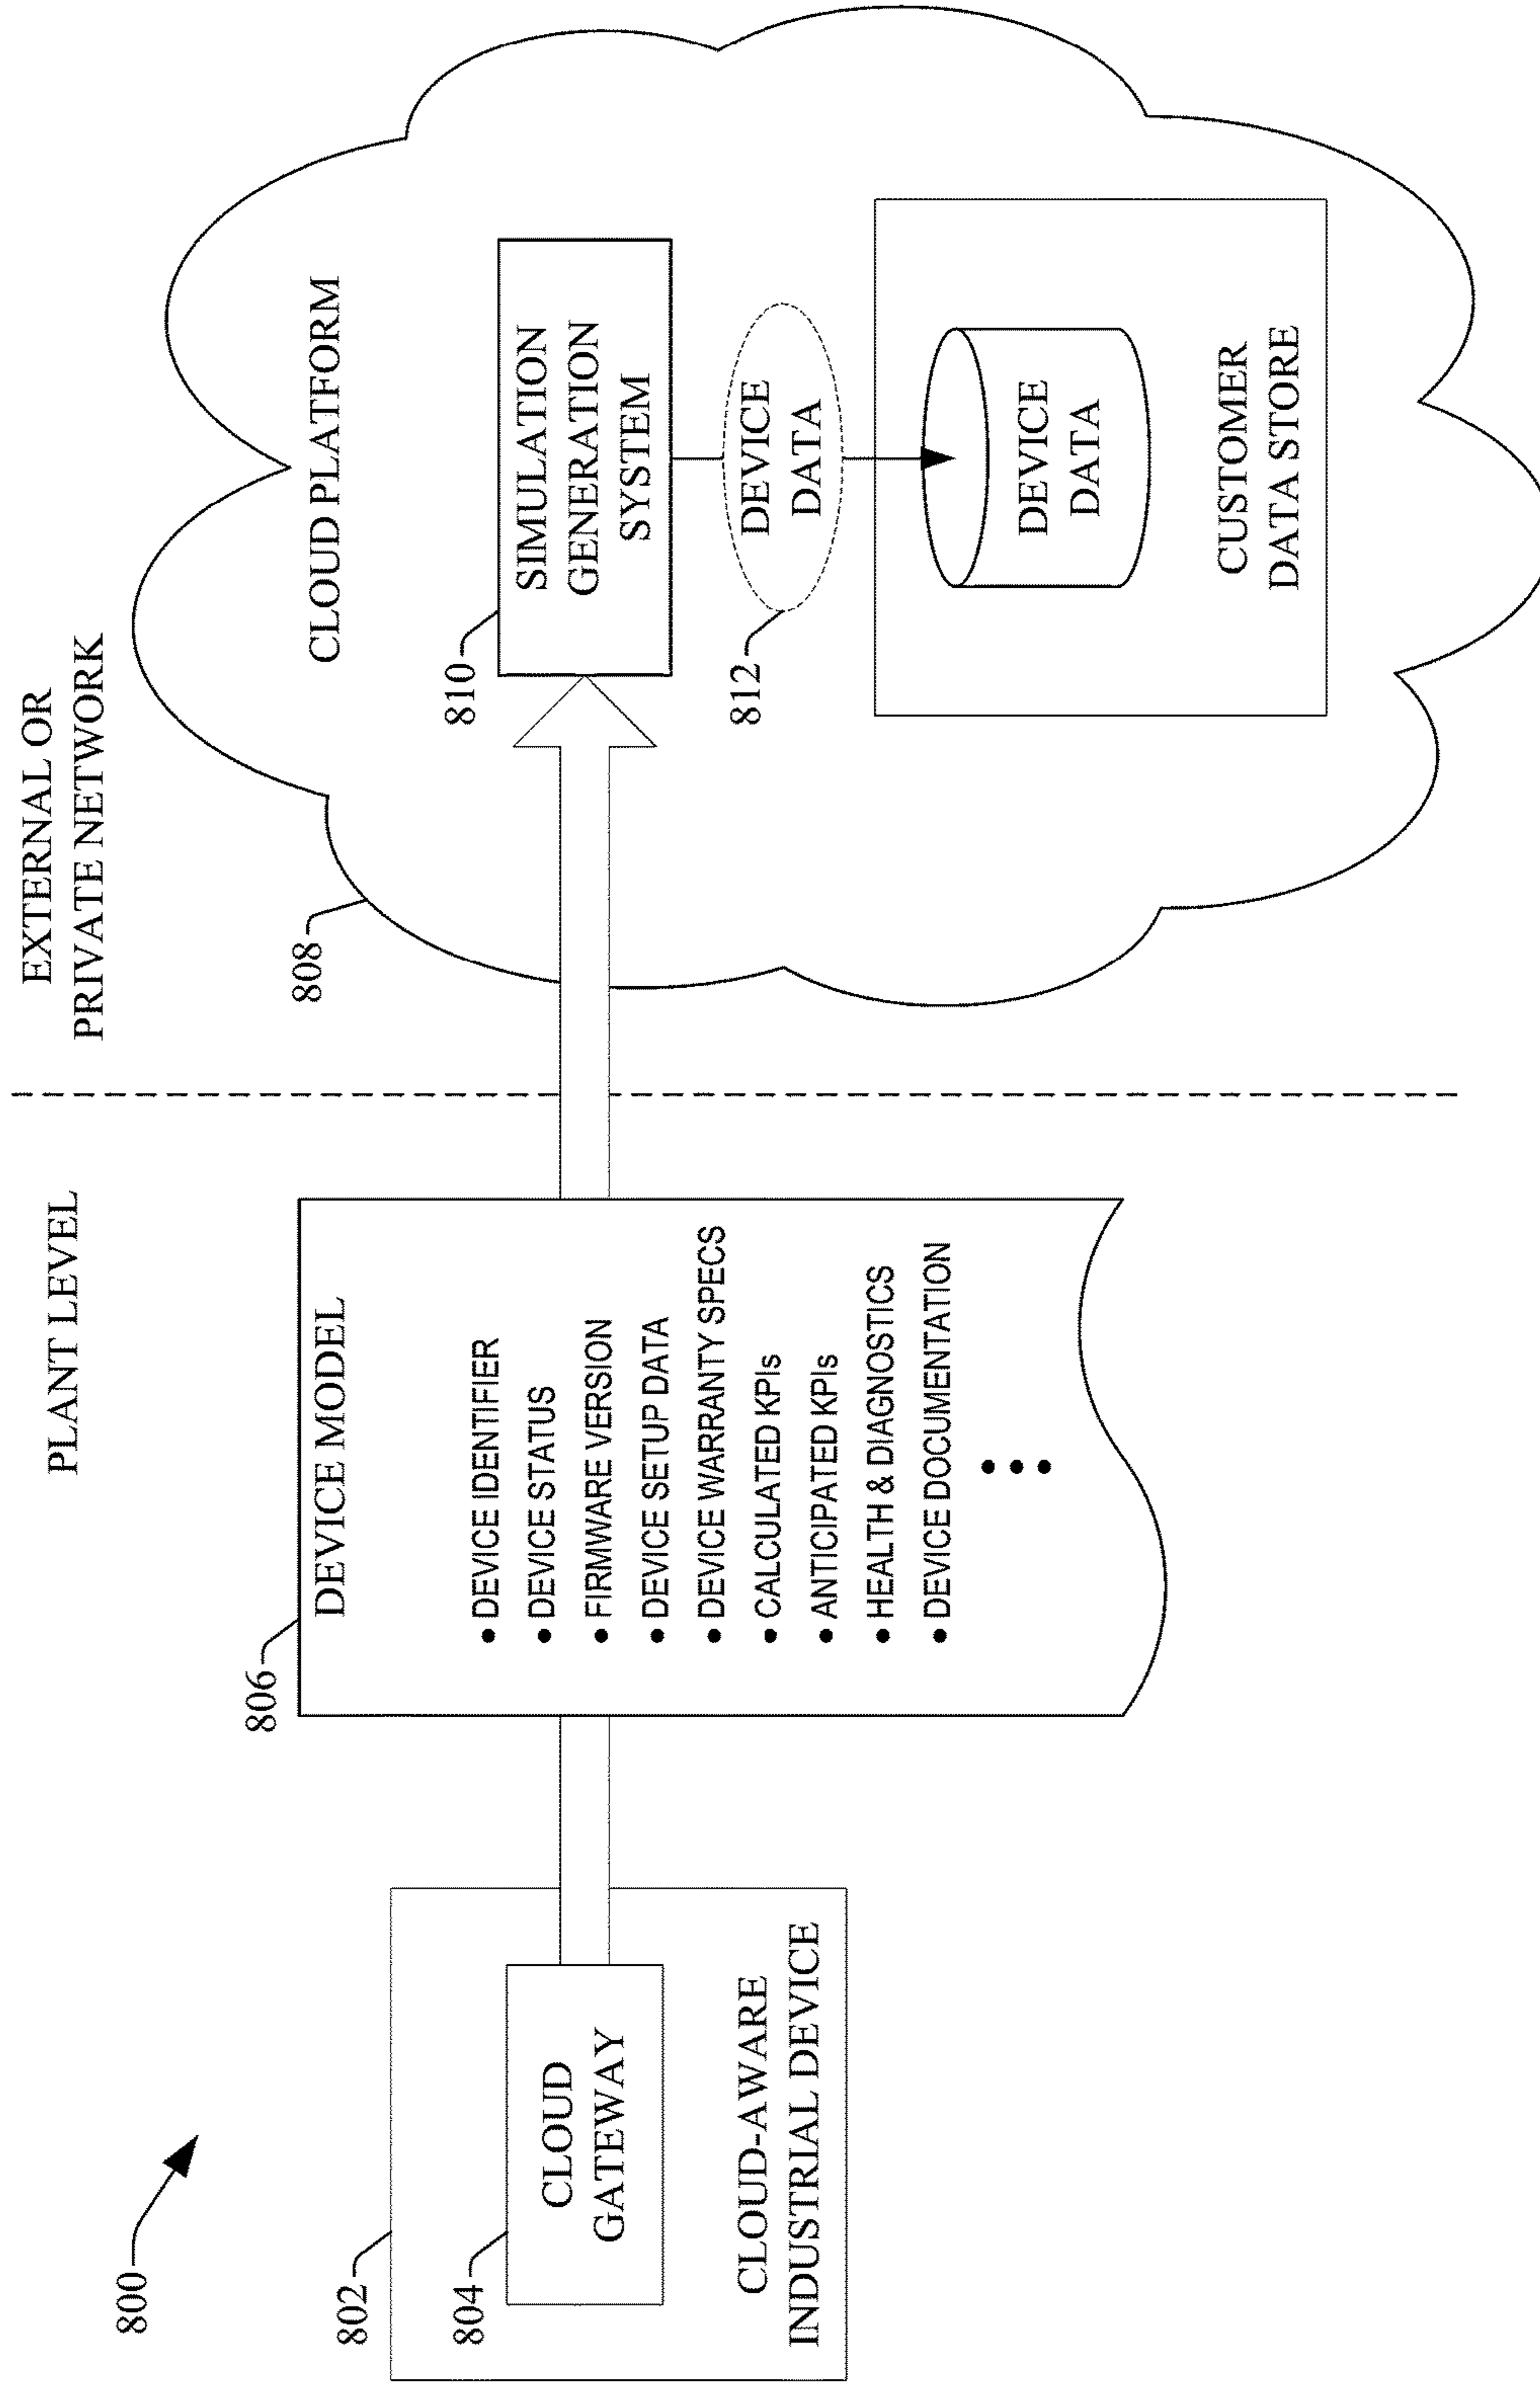 800
PLANT LEVEL
EXTERNAL OR
PRIVATE NETWORK
802
804
CLOUD
GATEWAY
CLOUD-AWARE
INDUSTRIAL DEVICE
806
DEVICE MODEL
• DEVICE IDENTIFIER
• DEVICE STATUS
• FIRMWARE VERSION
• DEVICE SETUP DATA
• DEVICE WARRANTY SPECS
• CALCULATED KPIs
• ANTICIPATED KPIs
• HEALTH & DIAGNOSTICS
• DEVICE DOCUMENTATION
808
CLOUD PLATFORM
810
SIMULATION
GENERATION
SYSTEM
812
DEVICE
DATA
DEVICE
DATA
CUSTOMER
DATA STORE